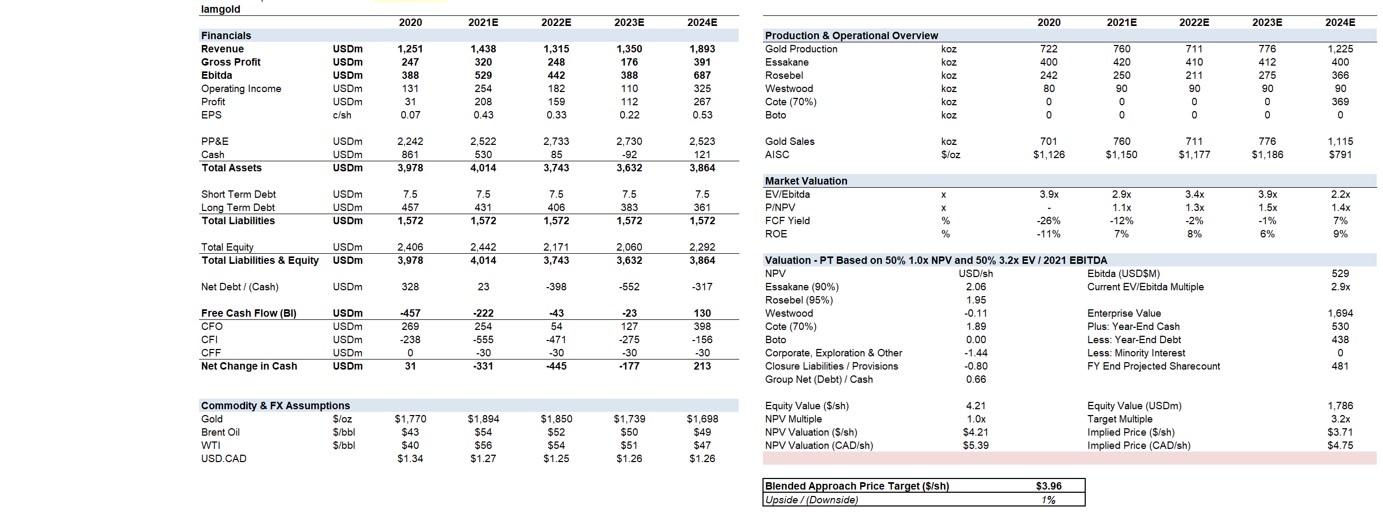 Iamgold
2020 2021E 2022E 2023E 2024E
Financials
Revenue USDm 1,251 1,438 1,315 1,350 1,893
Gross Profit USDm 247 320 248 176 391
Ebitda USDm 388 529 442 388 687
Operating Income USDm 131 254 182 110 325
Profit USDm 31 208 159 112 267
EPS c/sh 0.07 0.43 0.33 0.22 0.53
PP&E USDm 2,242 2,522 2,733 2,730 2,523
Cash USDm 861 530 85 -92 121
Total Assets USDm 3,978 4,014 3,743 3,632 3,864
Short Term Debt USDm 7.5 7.5 7.5 7.5 7.5
Long Term Debt USDm 457 431 406 383 361
Total Liabilities USDm 1,572 1,572 1,572 1,572 1,572
Total Equity USDm 2,406 2,442 2,171 2,060 2,292
Total Liabilities & Equity USDm 3,978 4,014 3,743 3,632 3,864
Net Debt / (Cash) USDm 328 23 -398 -552 -317
Free Cash Flow (BI) USDm -457 -222 -43 -23 130
CFO USDm 269 254 54 127 398
CFI USDm -238 -555 -471 -275 -156
CFF USDm 0 -30 -30 -30 -30
Net Change in Cash USDm 31 -331 -445 -177 213
Commodity & FX Assumptions
Gold $/oz $1,770 $1,894 $1,850 $1,739 $1,698
Brent Oil $/bbl $43 $54 $52 $50 $49
WTI $/bbl $40 $56 $54 $51 $47
USD.CAD $1.34 $1.27 $1.25 $1.26 $1.26
2020 2021E 2022E 2023E 2024E
Production & Operational Overview
Gold Production koz 722 760 711 776 1,225
Essakane koz 400 420 410 412 400
Rosebel koz 242 250 211 275 366
Westwood koz 80 90 90 90 90
Cote (70%) koz 0 0 0 0 369
Boto koz 0 0 0 0 0
Gold Sales koz 701 760 711 776 1,115
AISC $/oz $1,126 $1,150 $1,177 $1,186 $791
Market Valuation
EV/Ebitda x 3.9x 2.9x 3.4x 3.9x 2.2x
P/NPV x - 1.1x 1.3x 1.5x 1.4x
FCF Yield % -26% -12% -2% -1% 7%
ROE % -11% 7% 8% 6% 9%
Valuation - PT Based on 50% 1.0x NPV and 50% 3.2x EV / 2021 EBITDA
NPV USD/sh Ebitda (USD$M) 529
Essakane (90%) 2.06 Current EV/Ebitda Multiple 2.9x
Rosebel (95%) 1.95
Westwood -0.11 Enterprise Value 1,694
Cote (70%) 1.89 Plus: Year-End Cash 530
Boto 0.00 Less: Year-End Debt 438
Corporate, Exploration & Other -1.44 Less: Minority Interest 0
Closure Liabilities / Provisions -0.80 FY End Projected Sharecount 481
Group Net (Debt) / Cash 0.66
Equity Value ($/sh) 4.21 Equity Value (USDm) 1,786
NPV Multiple 1.0x Target Multiple 3.2x
NPV Valuation ($/sh) $4.21 Implied Price ($/sh) $3.71
NPV Valuation (CAD/sh) $5.39 Implied Price (CAD/sh) $4.75
Blended Approach Price Target ($/sh) $3.96
Upside / (Downside) 1%